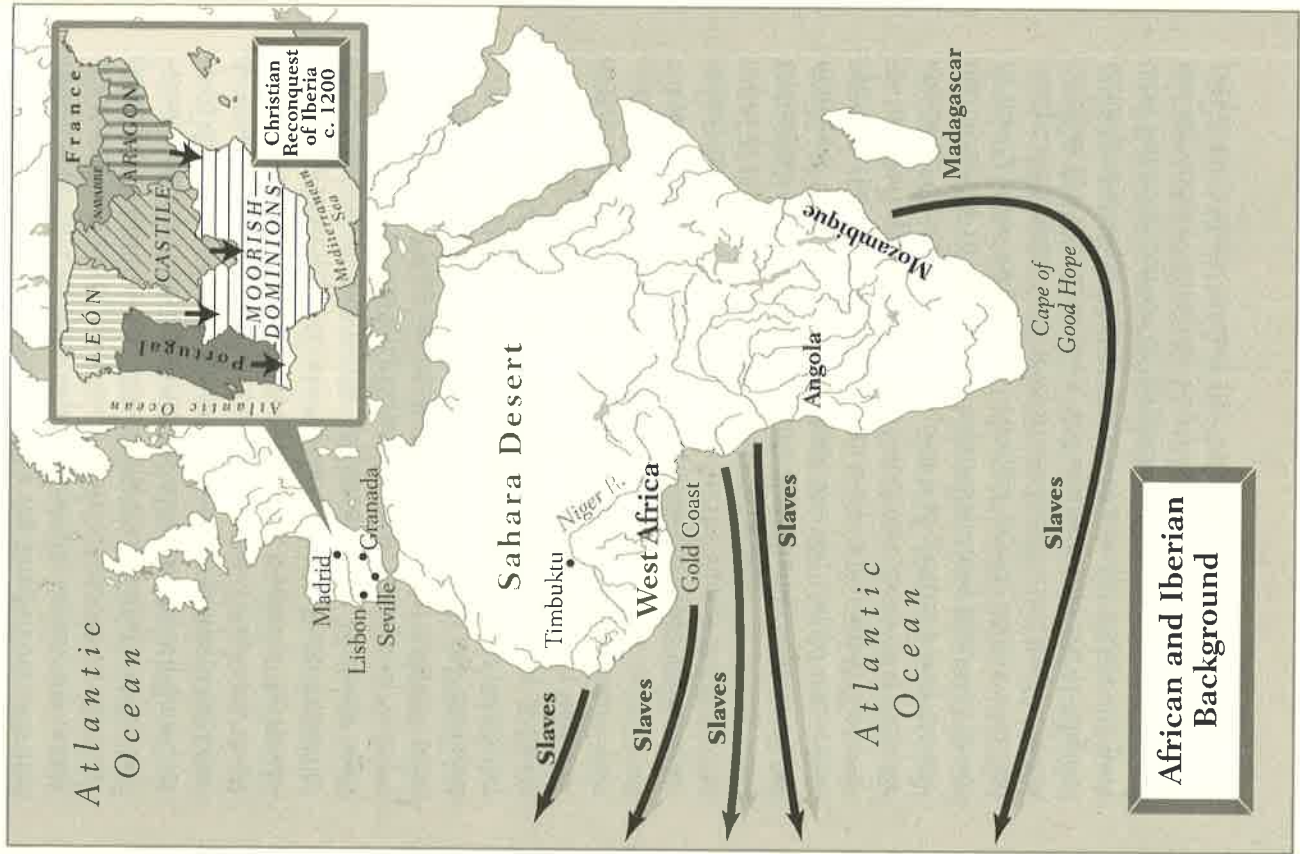 Atlantic
Ocean
France
NAVARRE
ARAGON
LEÓN
CASTILE
Portugal
MOORISH
DOMINIONS
Atlantic Ocean
Mediterranean
Sea
Christian
Reconquest
of Iberia
c. 1200
Madrid
Lisbon
Granada
Seville
Sahara Desert
Timbuktu
Niger R.
West Africa
Gold Coast
Slaves
Slaves
Slaves
Slaves
Angola
Mozambique
Madagascar
Cape of
Good Hope
Atlantic
Ocean
Slaves
African and Iberian
Background